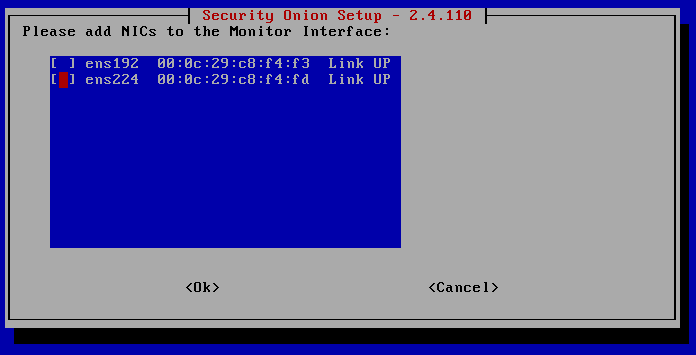 Security Onion Setup - 2.4.110
Please add NICs to the Monitor Interface:
[ ] ens192  00:0c:29:c8:f4:f3  Link UP
[ ] ens224  00:0c:29:c8:f4:fd  Link UP
<Ok>  <Cancel>